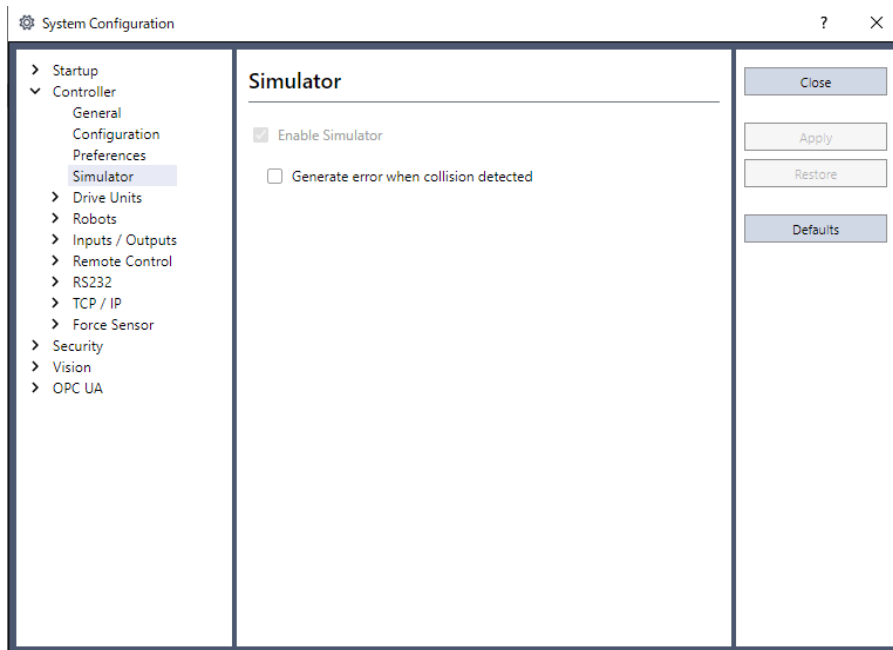 System Configuration
?
Startup
Controller
General
Configuration
Preferences
Simulator
Drive Units
Robots
Inputs / Outputs
Remote Control
RS232
TCP / IP
Force Sensor
Security
Vision
OPC UA
Simulator
Enable Simulator
Generate error when collision detected
Close
Apply
Restore
Defaults